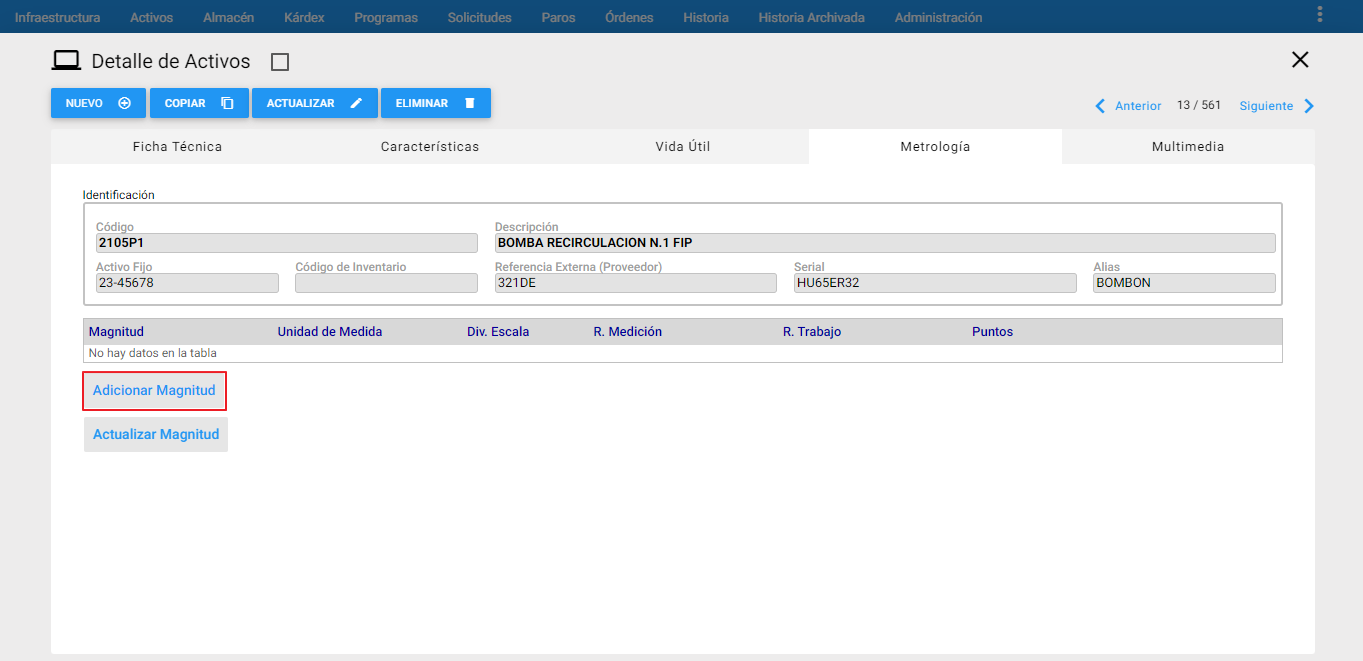 Infraestructura Activos Almacén Kárdex Programas Solicitudes Paros Órdenes Historia Historia Archivada Administración
Detalle de Activos
NUEVO COPIAR ACTUALIZAR ELIMINAR
Anterior 13 / 561 Siguiente
Ficha Técnica Características Vida Útil Metrología Multimedia
Identificación
Código Descripción
2105P1 BOMBA RECIRCULACION N.1 FIP
Activo Fijo Código de Inventario Referencia Externa (Proveedor) Serial Alias
23-45678 321DE HU65ER32 BOMBON
Magnitud Unidad de Medida Div. Escala R. Medición R. Trabajo Puntos
No hay datos en la tabla
Adicionar Magnitud
Actualizar Magnitud